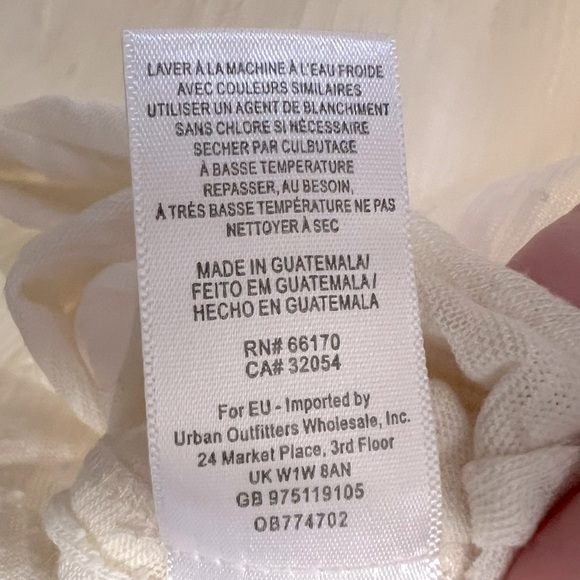 LAVER À LA MACHINE À L'EAU FROIDE
AVEC COULEURS SIMILAIRES
UTILISER UN AGENT DE BLANCHIMENT
SANS CHLORE SI NÉCESSAIRE
SECHER PAR CULBUTAGE
À BASSE TEMPERATURE
REPASSER, AU BESOIN,
À TRÉS BASSE TEMPÉRATURE NE PAS
NETTOYER À SEC
MADE IN GUATEMALA/
FEITO EM GUATEMALA/
HECHO EN GUATEMALA
RN# 66170
CA# 32054
For EU - Imported by
Urban Outfitters Wholesale, Inc.
24 Market Place, 3rd Floor
UK W1W 8AN
GB 975119105
OB774702